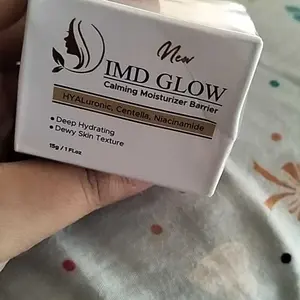 New
IMD GLOW
Calming Moisturizer Barrier
HYALuronic, Centella, Niacinamide
• Deep Hydrating
• Dewy Skin Texture
15g / 1 FL.oz